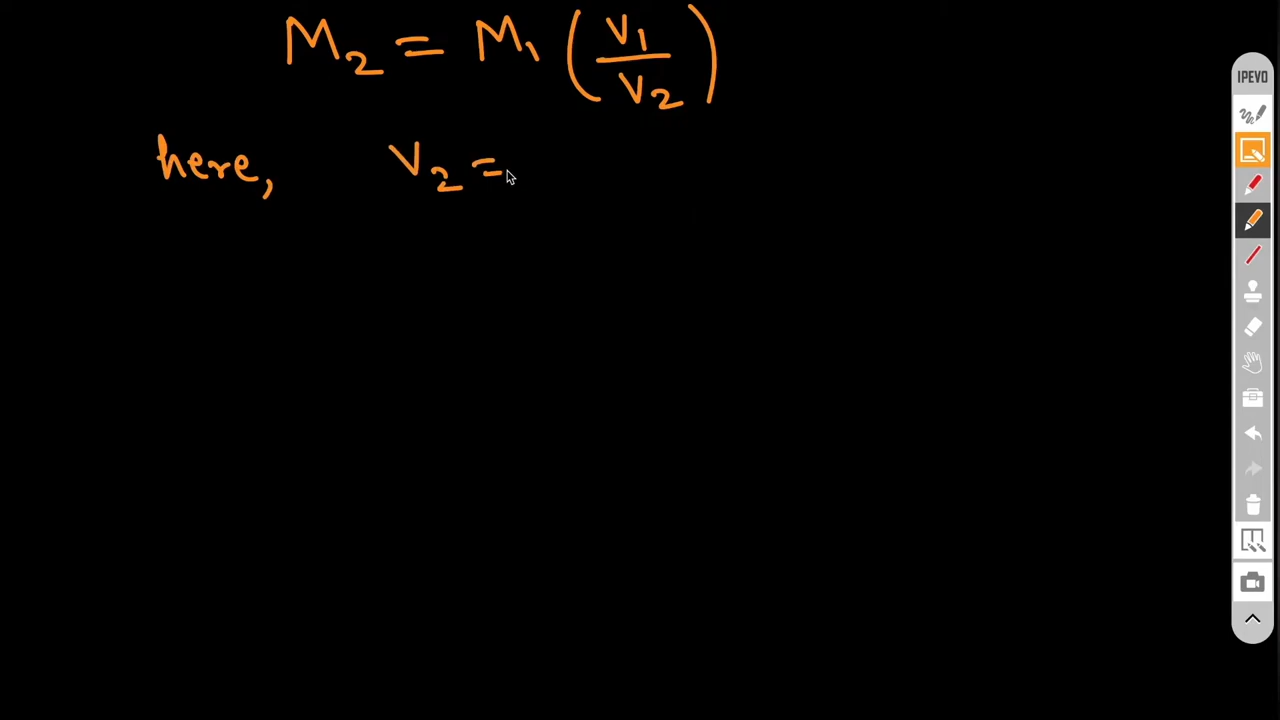 M₂ = M₁ (V₁/V₂)
here, V₂ =
IPEVO